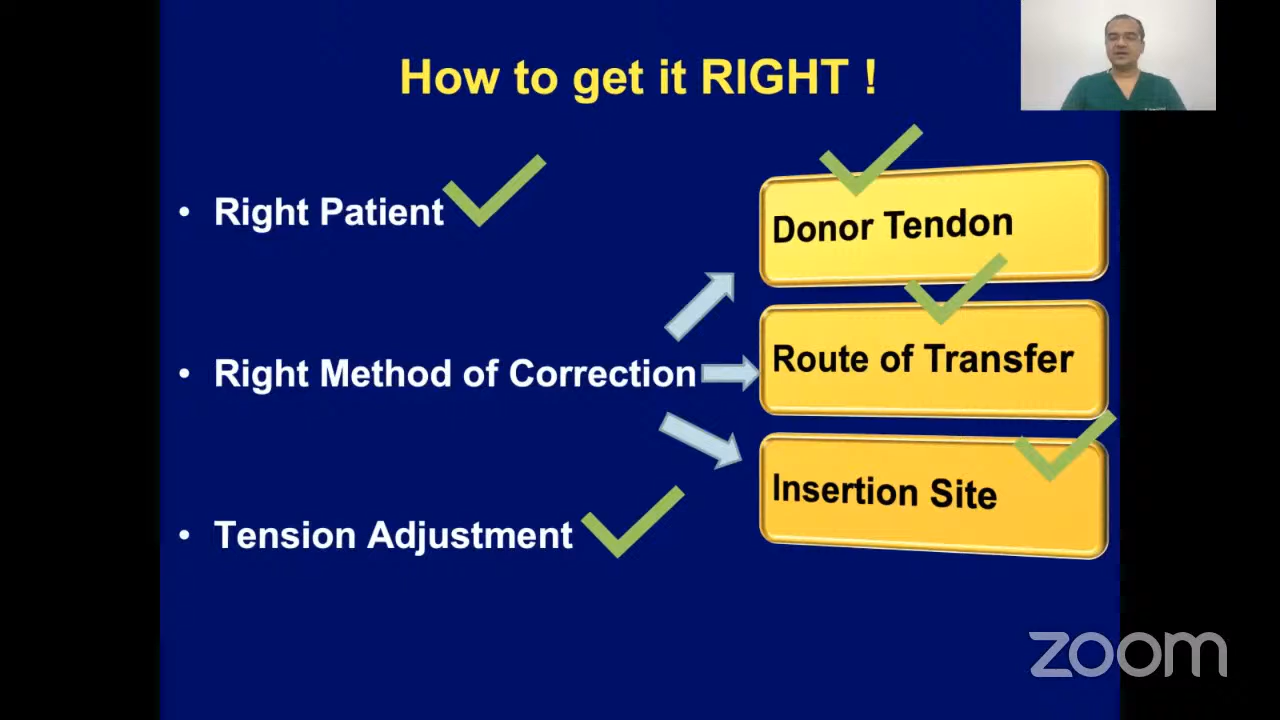 How to get it RIGHT !
• Right Patient
• Right Method of Correction
• Tension Adjustment
Donor Tendon
Route of Transfer
Insertion Site
zoom